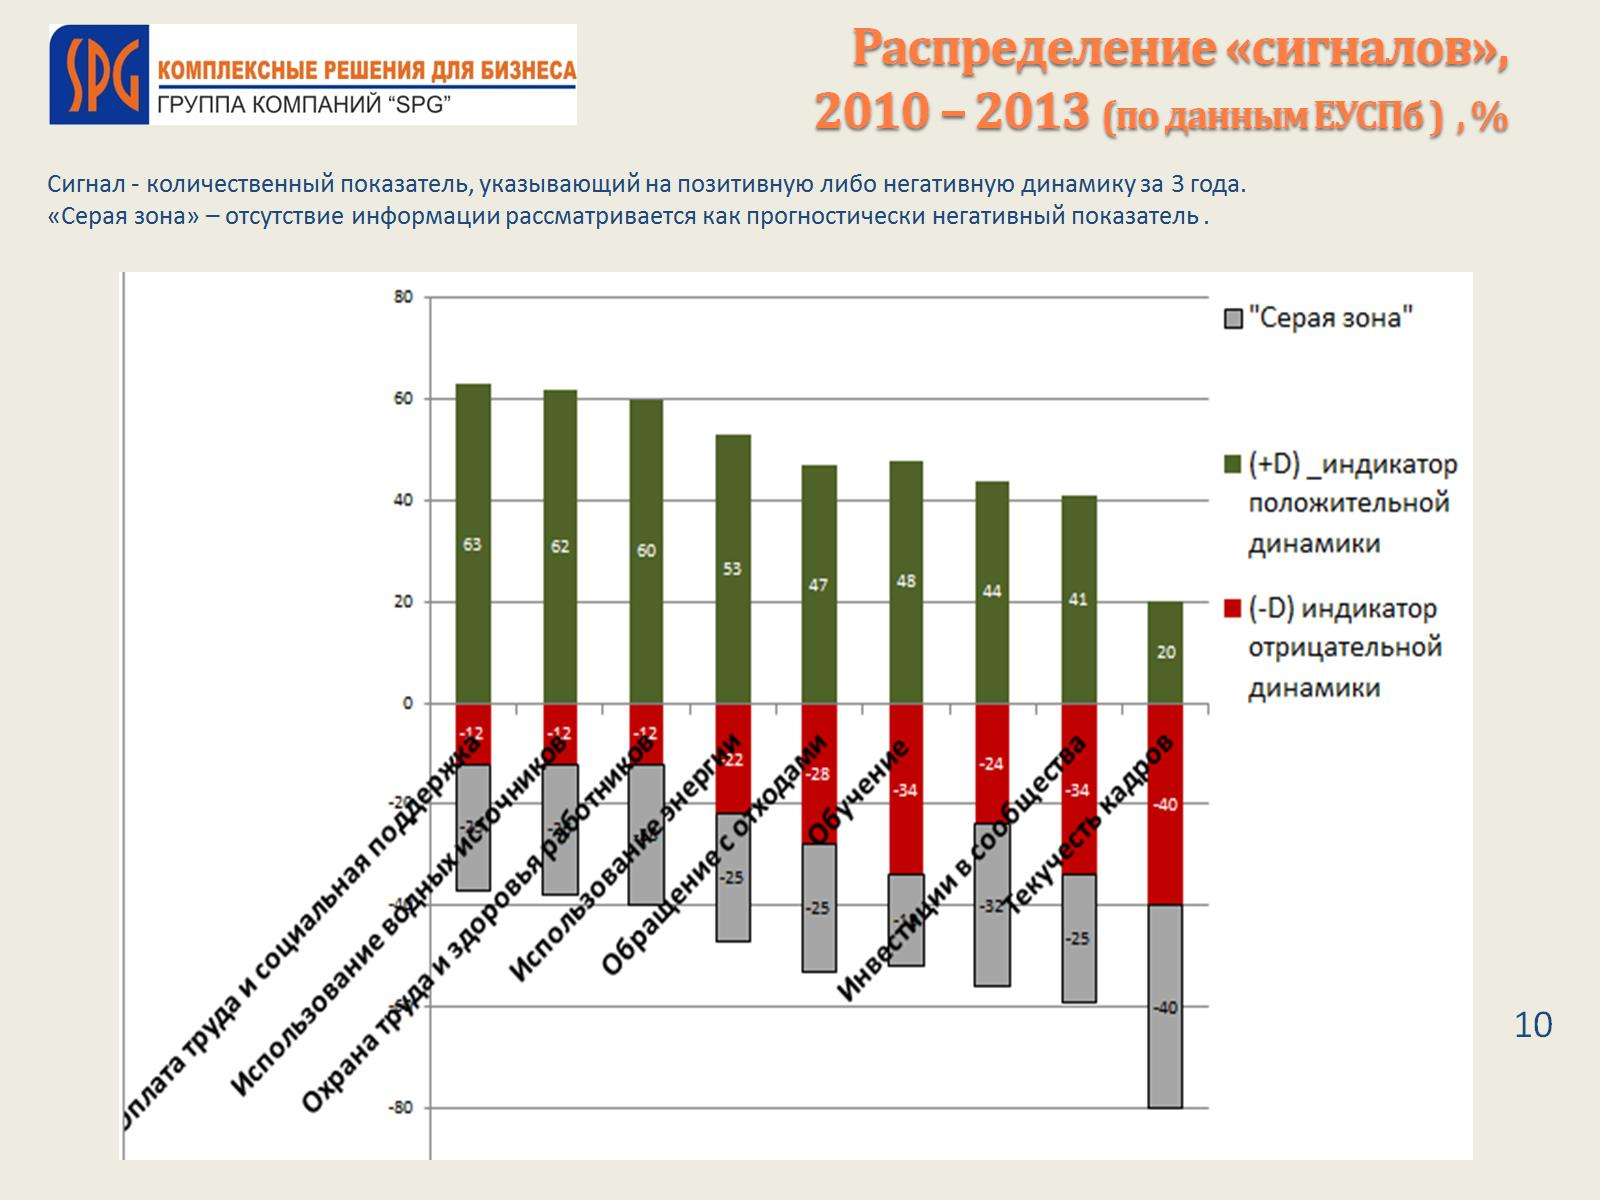 SPG
КОМПЛЕКСНЫЕ РЕШЕНИЯ ДЛЯ БИЗНЕСА
ГРУППА КОМПАНИЙ “SPG”
Распределение «сигналов»,
2010 – 2013 (по данным ЕУСПб ) , %
Сигнал - количественный показатель, указывающий на позитивную либо негативную динамику за 3 года.
«Серая зона» – отсутствие информации рассматривается как прогностически негативный показатель .
80
60
40
20
0
-80
63
62
60
53
47
48
44
41
20
-12
-12
-12
-22
-28
-34
-24
-34
-40
-25
-25
-32
-25
-40
Оплата труда и социальная поддержка
Использование водных источников
Охрана труда и здоровья работников
Использование энергии
Обращение с отходами
Обучение
Инвестиции в сообщества
Текучесть кадров
"Серая зона"
(+D) _индикатор
положительной
динамики
(-D) индикатор
отрицательной
динамики
10